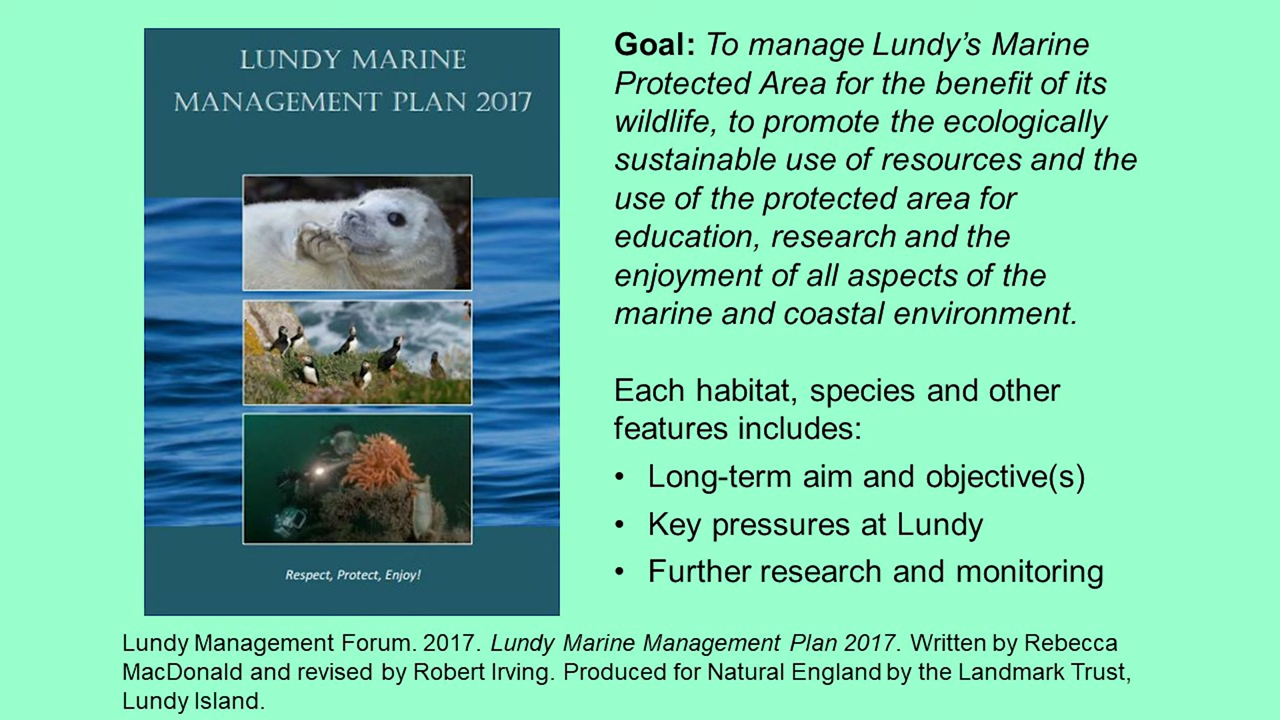 LUNDY MARINE
MANAGEMENT PLAN 2017
Respect, Protect, Enjoy!
Goal: To manage Lundy’s Marine
Protected Area for the benefit of its
wildlife, to promote the ecologically
sustainable use of resources and the
use of the protected area for
education, research and the
enjoyment of all aspects of the
marine and coastal environment.
Each habitat, species and other
features includes:
• Long-term aim and objective(s)
• Key pressures at Lundy
• Further research and monitoring
Lundy Management Forum. 2017. Lundy Marine Management Plan 2017. Written by Rebecca
MacDonald and revised by Robert Irving. Produced for Natural England by the Landmark Trust,
Lundy Island.